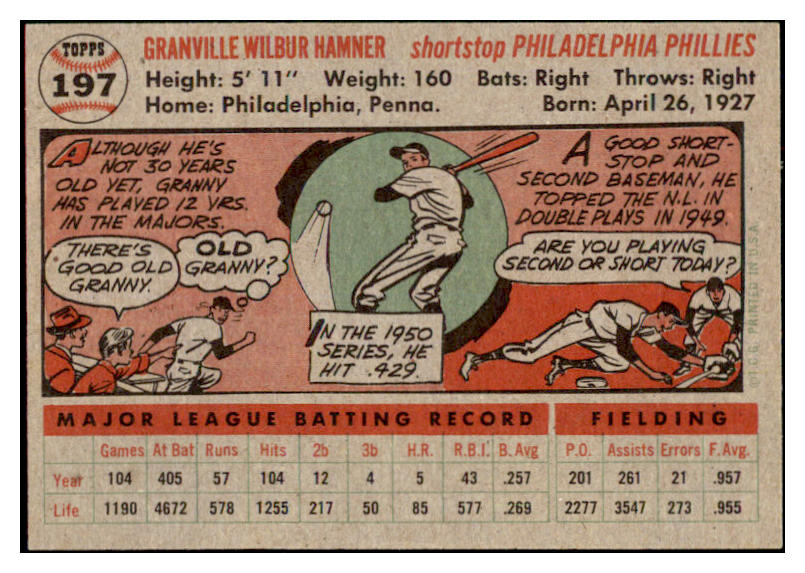 TOPPS
197
GRANVILLE WILBUR HAMNER shortstop PHILADELPHIA PHILLIES
Height: 5' 11" Weight: 160 Bats: Right Throws: Right
Home: Philadelphia, Penna. Born: April 26, 1927
ALTHOUGH HE'S
NOT 30 YEARS
OLD YET, GRANNY
HAS PLAYED 12 YRS.
IN THE MAJORS.
THERE'S
GOOD OLD
GRANNY.
OLD
GRANNY?
IN THE 1950
SERIES, HE
HIT .429.
A GOOD SHORT-
STOP AND
SECOND BASEMAN, HE
TOPPED THE N.L. IN
DOUBLE PLAYS IN 1949.
ARE YOU PLAYING
SECOND OR SHORT TODAY?
©T.C.G. PRINTED IN U.S.A.
MAJOR LEAGUE BATTING RECORD FIELDING
Games At Bat Runs Hits 2b 3b H.R. R.B.I. B. Avg P.O. Assists Errors F. Avg.
Year 104 405 57 104 12 4 5 43 .257 201 261 21 .957
Life 1190 4672 578 1255 217 50 85 577 .269 2277 3547 273 .955